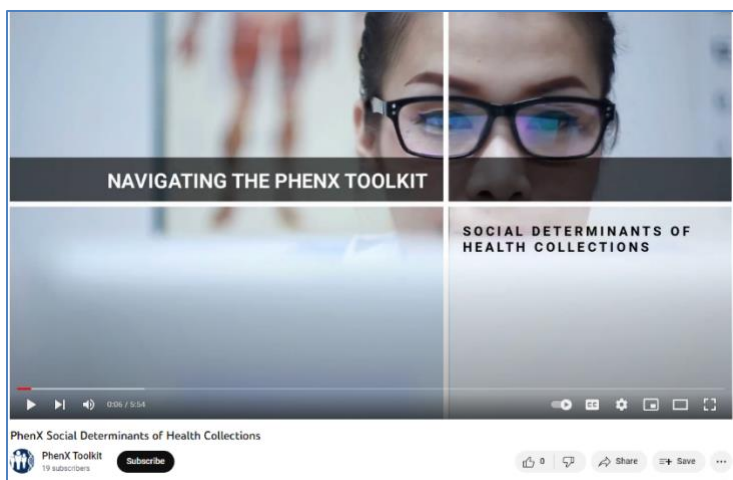 NAVIGATING THE PHENX TOOLKIT
SOCIAL DETERMINANTS OF
HEALTH COLLECTIONS
0:06 / 5:54
CC
PhenX Social Determinants of Health Collections
PhenX Toolkit
19 subscribers
Subscribe
0
Share
Save